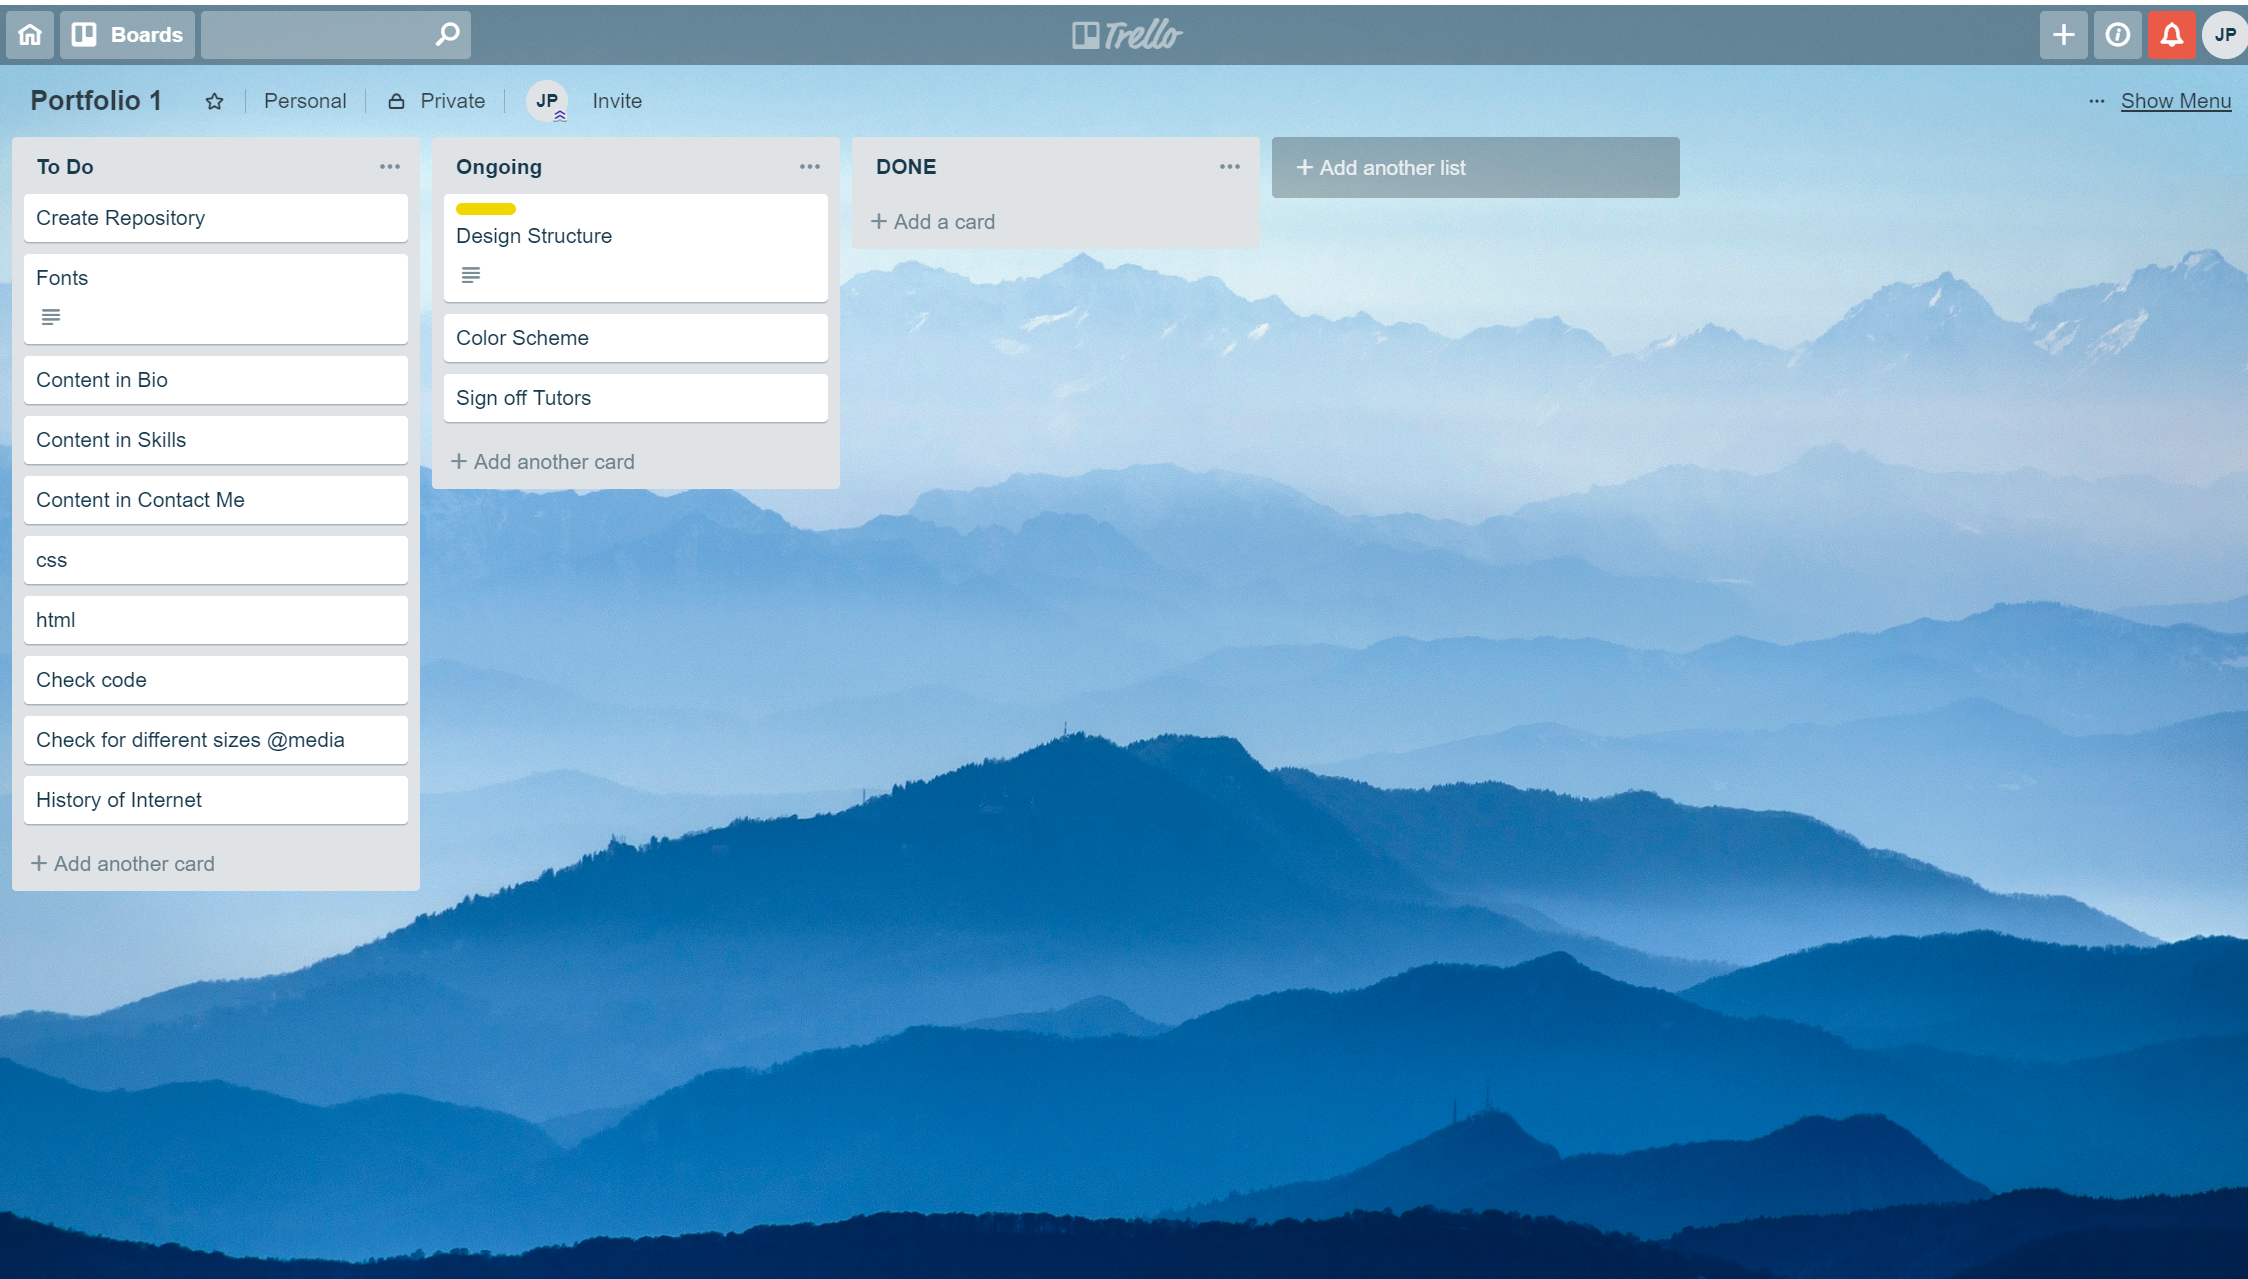 Boards
Trello
JP
Portfolio 1
Personal
Private
JP
Invite
... Show Menu
To Do
Create Repository
Fonts
Content in Bio
Content in Skills
Content in Contact Me
css
html
Check code
Check for different sizes @media
History of Internet
+ Add another card
Ongoing
Design Structure
Color Scheme
Sign off Tutors
+ Add another card
DONE
+ Add a card
+ Add another list